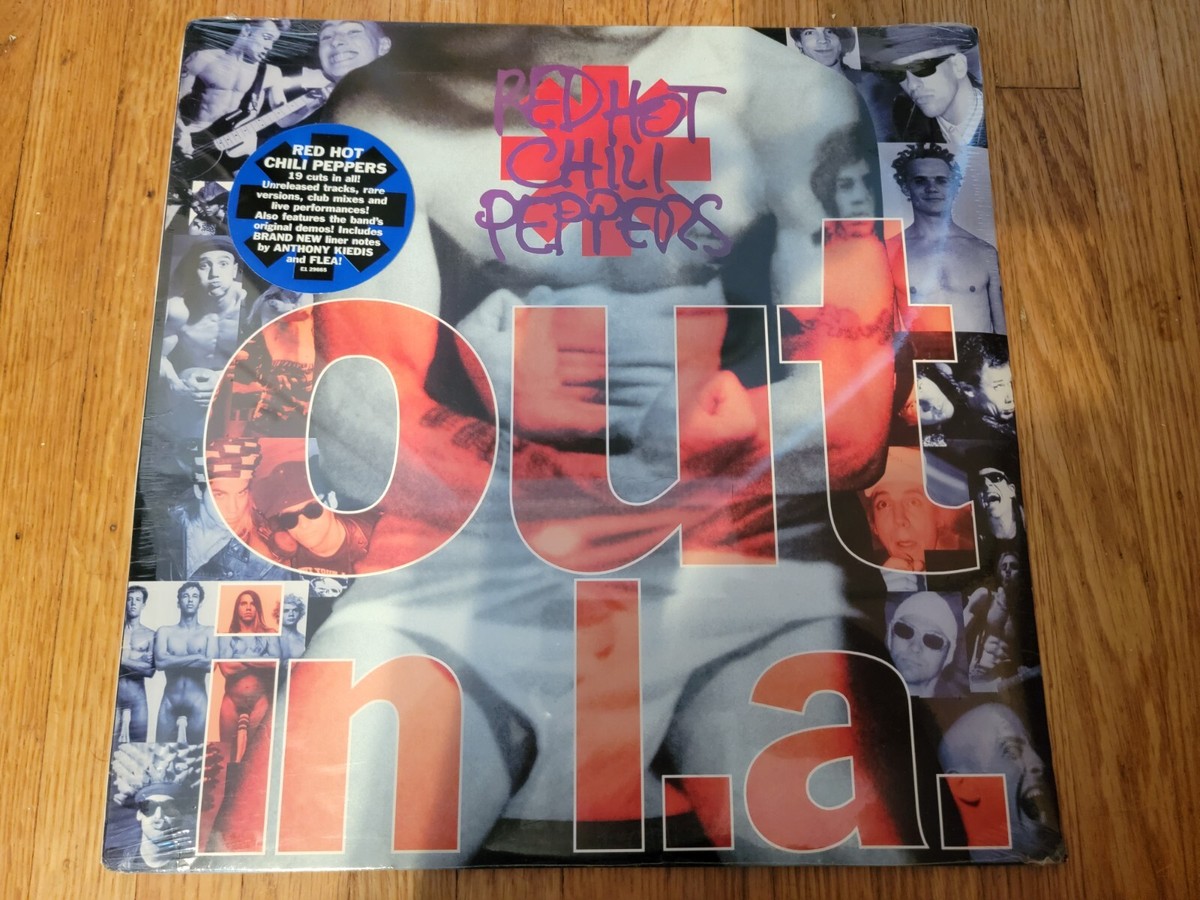 RED HOT
CHILI
PEPPERS
RED HOT
CHILI PEPPERS
19 cuts in all!
Unreleased tracks, rare
versions, club mixes and
live performances!
Also features the band's
original demos! Includes
BRAND NEW liner notes
by ANTHONY KIEDIS
and FLEA!
E1 29665
out
in l.a.